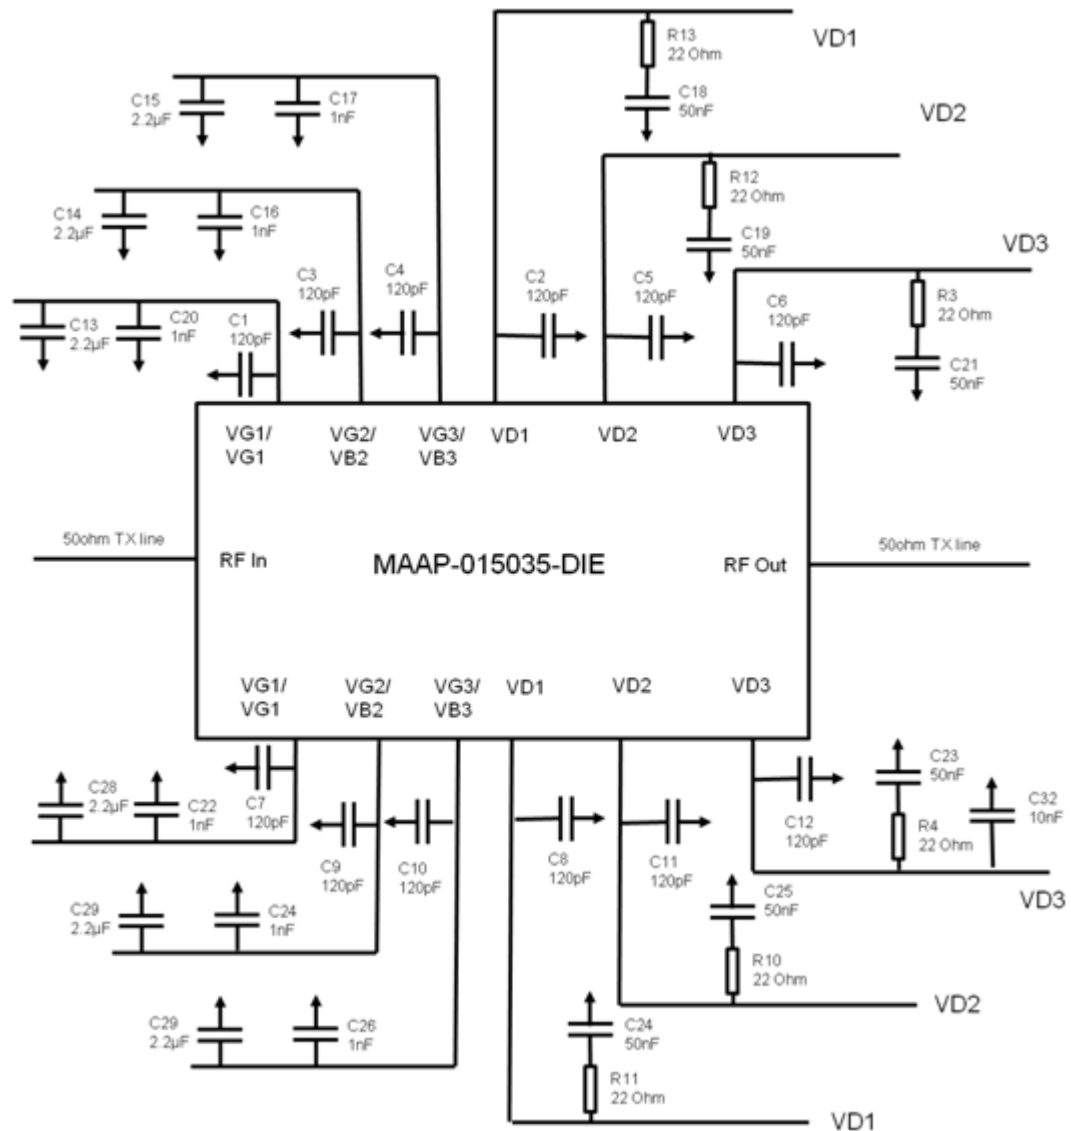 R13
22 Ohm
VD1
C15
2.2µF
C17
1nF
C18
50nF
VD2
C14
2.2µF
C16
1nF
R12
22 Ohm
C19
50nF
VD3
C3
120pF
C4
120pF
C2
120pF
C5
120pF
C6
120pF
R3
22 Ohm
C13
2.2µF
C20
1nF
C1
120pF
C21
50nF
VG1/
VG1
VG2/
VB2
VG3/
VB3
VD1
VD2
VD3
50ohm TX line
RF In
MAAP-015035-DIE
RF Out
50ohm TX line
VG1/
VG1
VG2/
VB2
VG3/
VB3
VD1
VD2
VD3
C28
2.2µF
C22
1nF
C7
120pF
C9
120pF
C10
120pF
C8
120pF
C11
120pF
C12
120pF
C23
50nF
R4
22 Ohm
C32
10nF
VD3
C29
2.2µF
C24
1nF
C25
50nF
R10
22 Ohm
VD2
C29
2.2µF
C26
1nF
C24
50nF
R11
22 Ohm
VD1